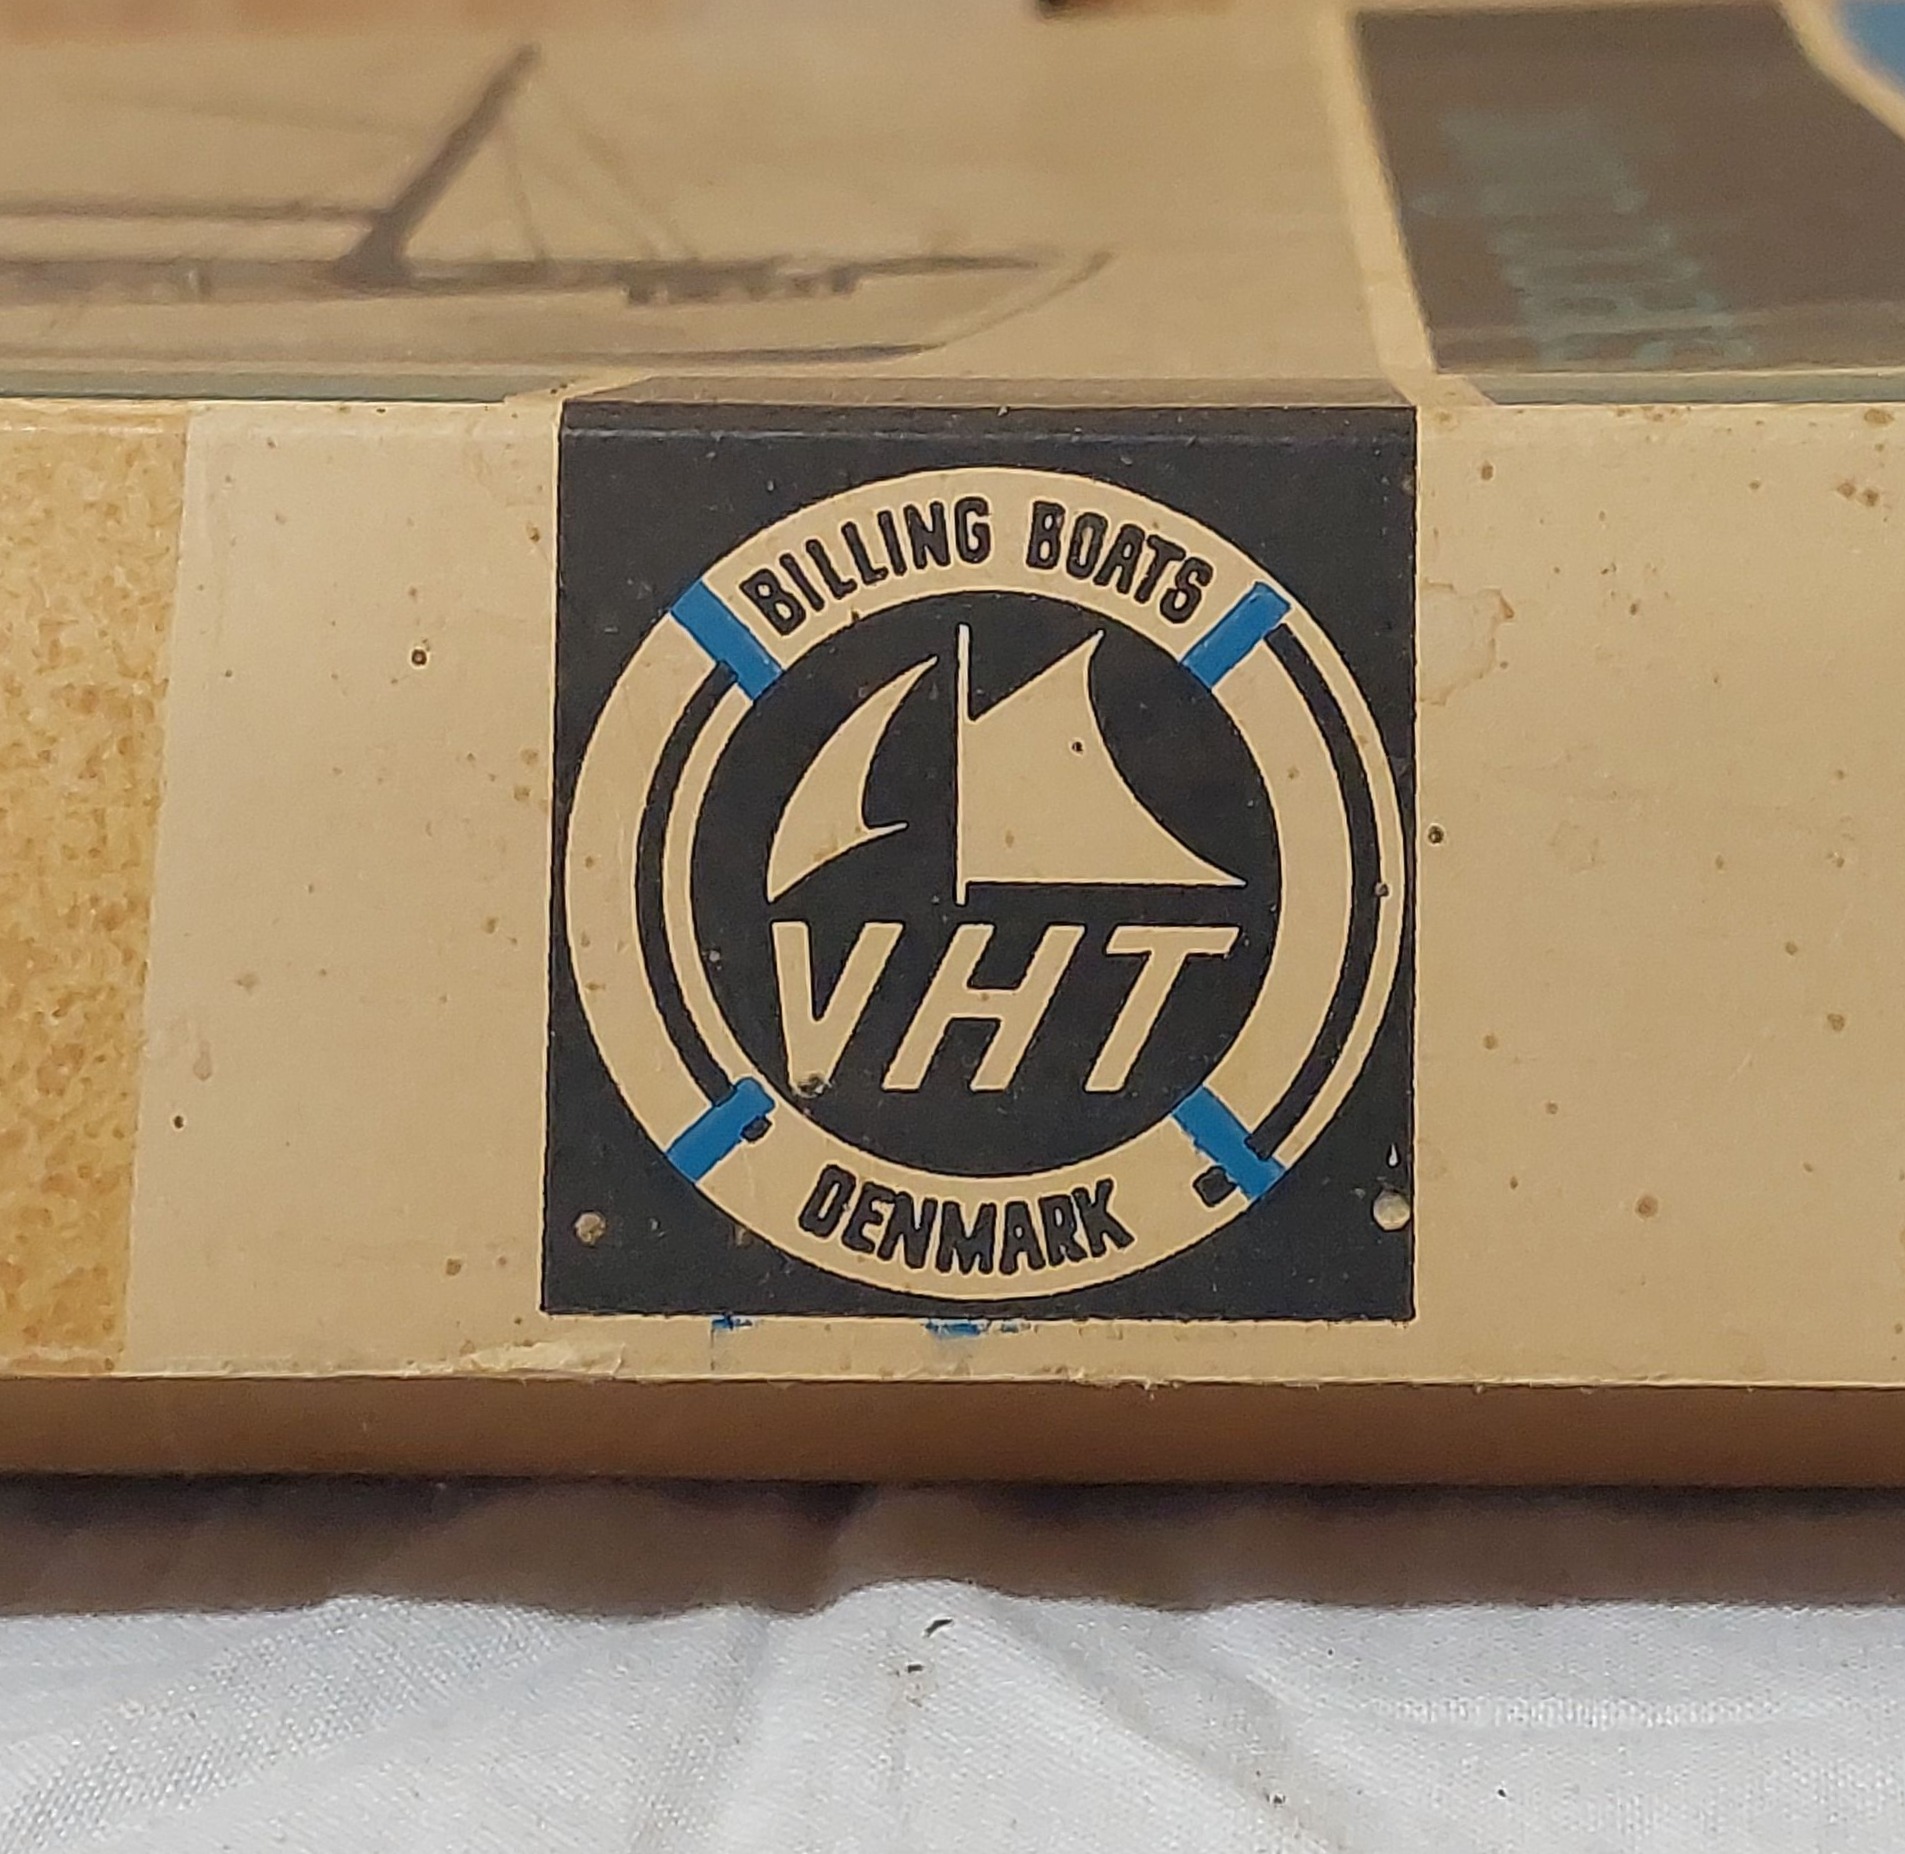 BILLING BOATS
VHT
DENMARK